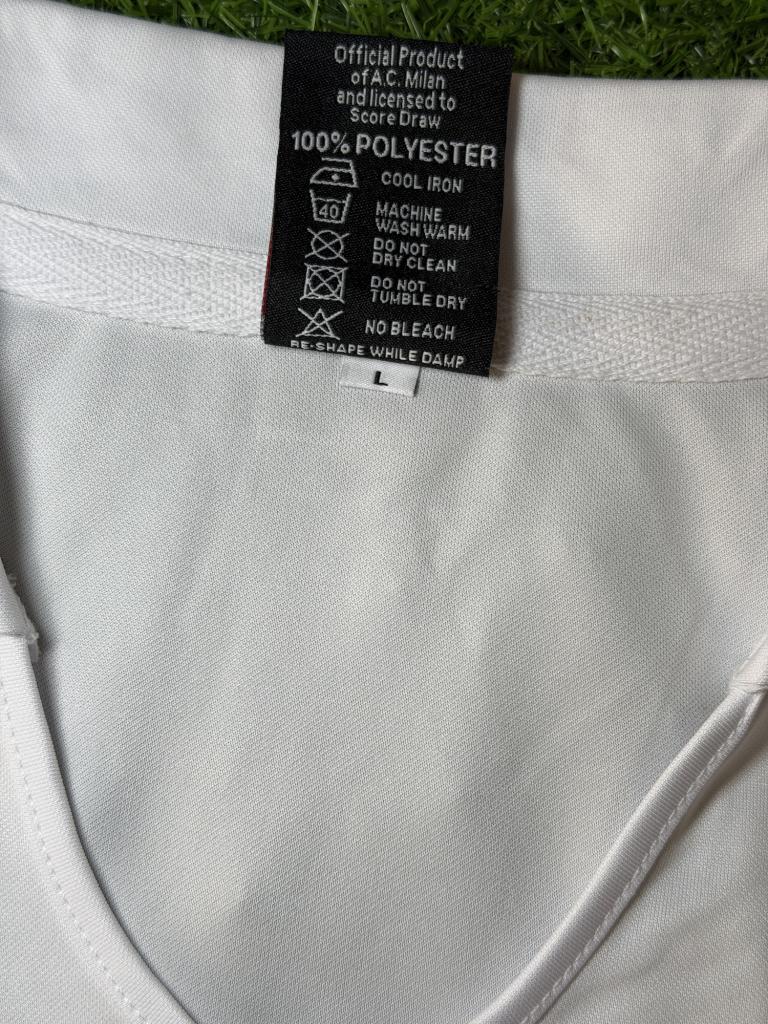 Official Product
of A.C. Milan
and licensed to
Score Draw
100% POLYESTER
COOL IRON
40
MACHINE
WASH WARM
DO NOT
DRY CLEAN
DO NOT
TUMBLE DRY
NO BLEACH
RE-SHAPE WHILE DAMP
L